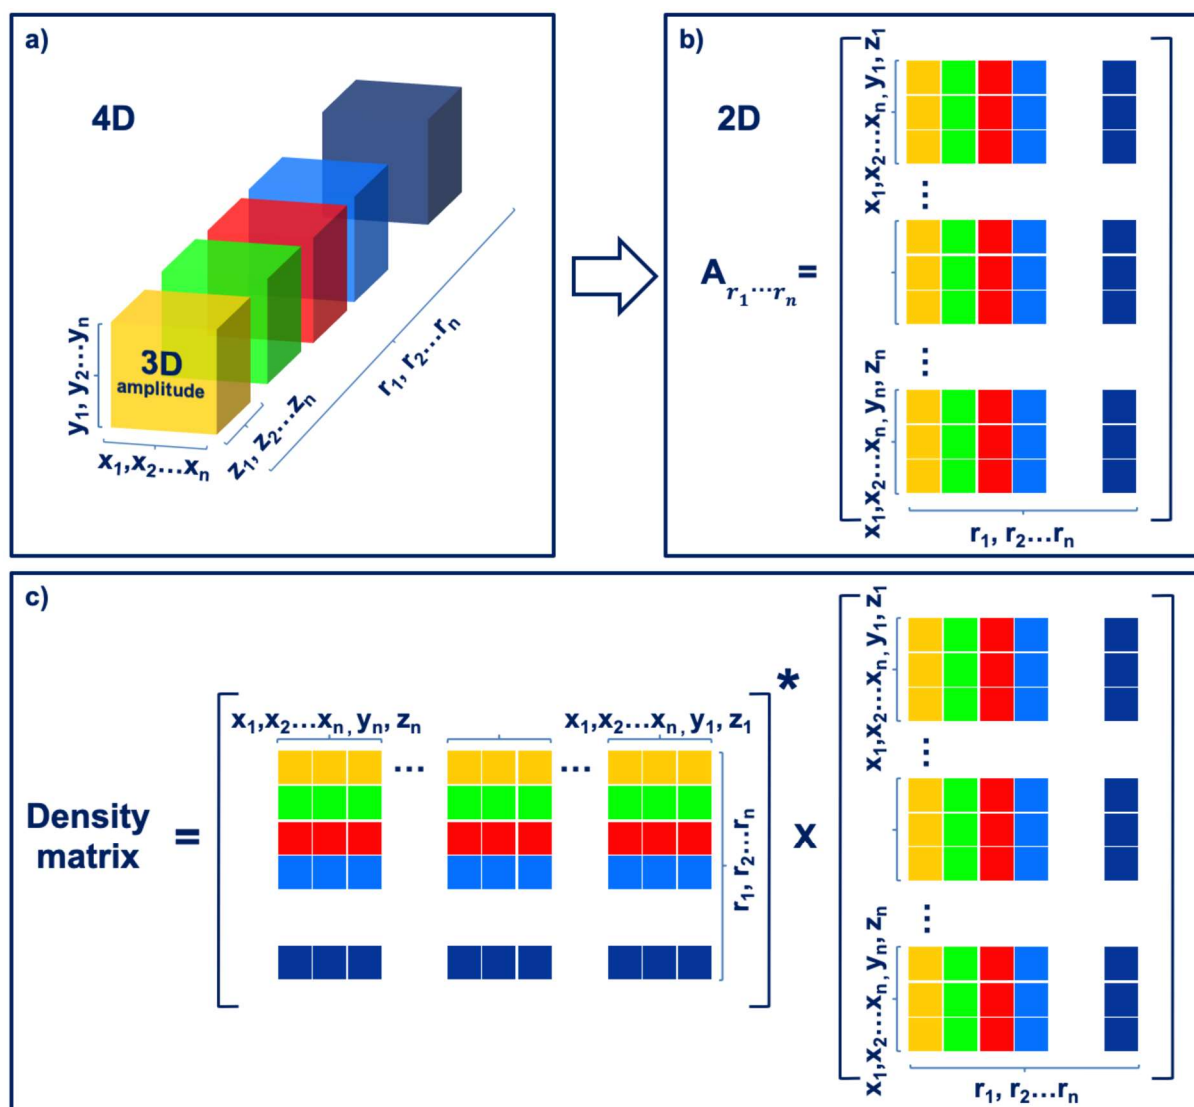 a)
4D
3D
amplitude
y₁, y₂...yₙ
x₁,x₂...xₙ
z₁, z₂...zₙ
r₁, r₂...rₙ
b)
2D
A_r₁...rₙ =
x₁,x₂...xₙ, y₁, z₁
...
...
x₁,x₂...xₙ, yₙ, zₙ
r₁, r₂...rₙ
c)
Density
matrix
=
x₁,x₂...xₙ, yₙ, zₙ
x₁,x₂...xₙ, y₁, z₁
... ...
r₁, r₂...rₙ
*
X
x₁,x₂...xₙ, y₁, z₁
...
...
x₁,x₂...xₙ, yₙ, zₙ
r₁, r₂...rₙ